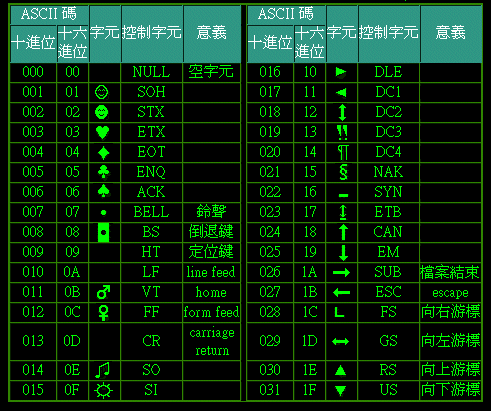 ASCII 碼 字元 控制字元 意義 ASCII 碼 字元 控制字元 意義
十進位 十六進位 十進位 十六進位
000 00 NULL 空字元 016 10 ► DLE
001 01 ☺ SOH 017 11 ◄ DC1
002 02 ☻ STX 018 12 ↕ DC2
003 03 ♥ ETX 019 13 ‼ DC3
004 04 ♦ EOT 020 14 ¶ DC4
005 05 ♣ ENQ 021 15 § NAK
006 06 ♠ ACK 022 16 ▬ SYN
007 07 • BELL 鈴聲 023 17 ↨ ETB
008 08 ◘ BS 倒退鍵 024 18 ↑ CAN
009 09 HT 定位鍵 025 19 ↓ EM
010 0A LF line feed 026 1A → SUB 檔案結束
011 0B ♂ VT home 027 1B ← ESC escape
012 0C ♀ FF form feed 028 1C ∟ FS 向右游標
013 0D CR carriage return 029 1D ↔ GS 向左游標
014 0E ♫ SO 030 1E ▲ RS 向上游標
015 0F ☼ SI 031 1F ▼ US 向下游標